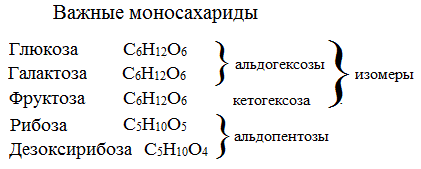 Важные моносахариды
Глюкоза C₆H₁₂O₆
альдогексозы
Галактоза C₆H₁₂O₆
изомеры
Фруктоза C₆H₁₂O₆ кетогексоза
Рибоза C₅H₁₀O₅
альдопентозы
Дезоксирибоза C₅H₁₀O₄